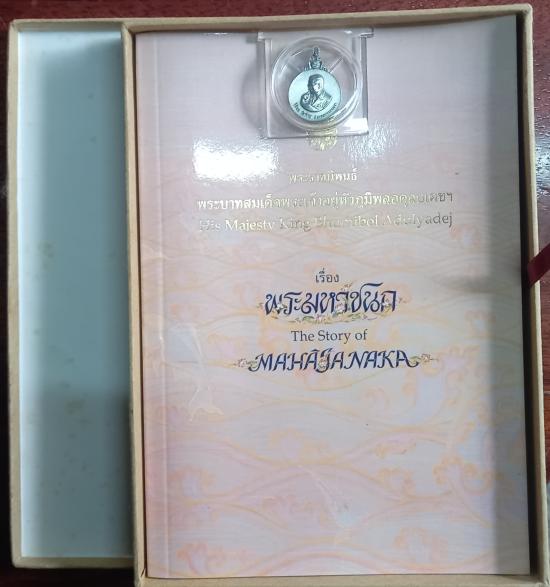 พระราชนิพนธ์
พระบาทสมเด็จพระเจ้าอยู่หัวภูมิพลอดุลยเดชฯ
His Majesty King Bhumibol Adulyadej
เรื่อง
พระมหาชนก
The Story of
MAHAJANAKA